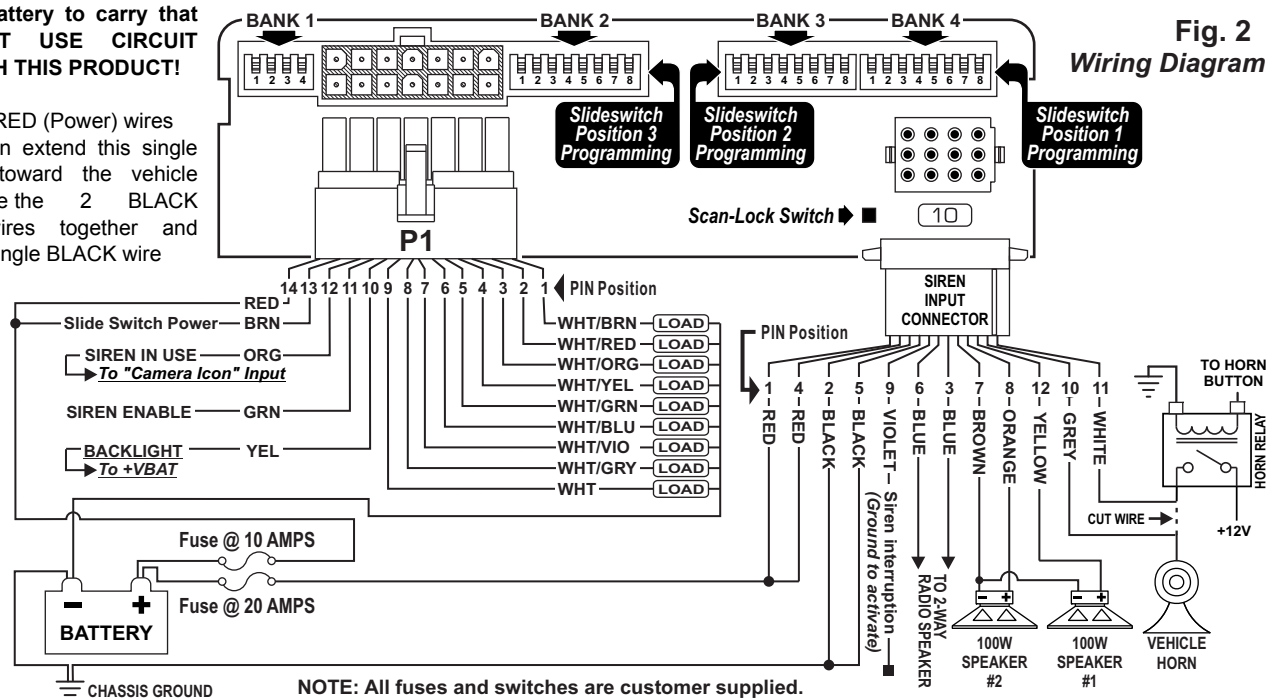 attery to carry that
T USE CIRCUIT
H THIS PRODUCT!
RED (Power) wires
n extend this single
toward the vehicle
e the 2 BLACK
ires together and
ngle BLACK wire
Fig. 2
Wiring Diagram
BANK 1
BANK 2
BANK 3
BANK 4
1 2 3 4
1 2 3 4 5 6 7 8
1 2 3 4 5 6 7 8
1 2 3 4 5 6 7 8
Slideswitch
Position 3
Programming
Slideswitch
Position 2
Programming
Slideswitch
Position 1
Programming
Scan-Lock Switch
10
P1
14 13 12 11 10 9 8 7 6 5 4 3 2 1 PIN Position
RED
Slide Switch Power BRN
SIREN IN USE ORG
To "Camera Icon" Input
SIREN ENABLE GRN
BACKLIGHT YEL
To +VBAT
WHT/BRN LOAD
WHT/RED LOAD
WHT/ORG LOAD
WHT/YEL LOAD
WHT/GRN LOAD
WHT/BLU LOAD
WHT/VIO LOAD
WHT/GRY LOAD
WHT LOAD
SIREN
INPUT
CONNECTOR
PIN Position
1 RED
4 RED
2 BLACK
5 BLACK
9 VIOLET Siren interruption
(Ground to activate)
6 BLUE
3 BLUE
TO 2-WAY
RADIO SPEAKER
7 BROWN
8 ORANGE
12 YELLOW
10 GREY
11 WHITE
TO HORN
BUTTON
HORN RELAY
CUT WIRE
+12V
Fuse @ 10 AMPS
Fuse @ 20 AMPS
- +
BATTERY
CHASSIS GROUND
- +
100W
SPEAKER
#2
- +
100W
SPEAKER
#1
VEHICLE
HORN
NOTE: All fuses and switches are customer supplied.